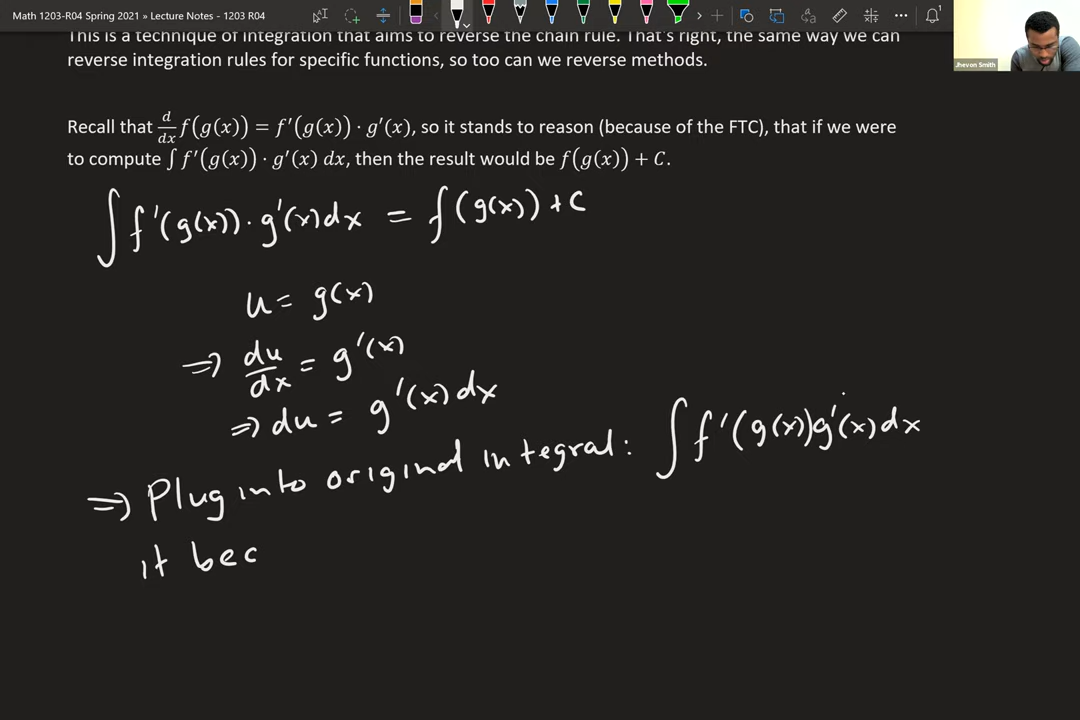 Math 1203-R04 Spring 2021 » Lecture Notes - 1203 R04
Jhevon Smith
This is a technique of integration that aims to reverse the chain rule. That's right, the same way we can
reverse integration rules for specific functions, so too can we reverse methods.
Recall that d/dx f(g(x)) = f′(g(x)) · g′(x), so it stands to reason (because of the FTC), that if we were
to compute ∫ f′(g(x)) · g′(x) dx, then the result would be f(g(x)) + C.
∫ f'(g(x)) · g'(x) dx = f(g(x)) + C
u = g(x)
⇒ du/dx = g'(x)
⇒ du = g'(x) dx
⇒ Plug into original integral: ∫ f'(g(x)) g'(x) dx
it bec